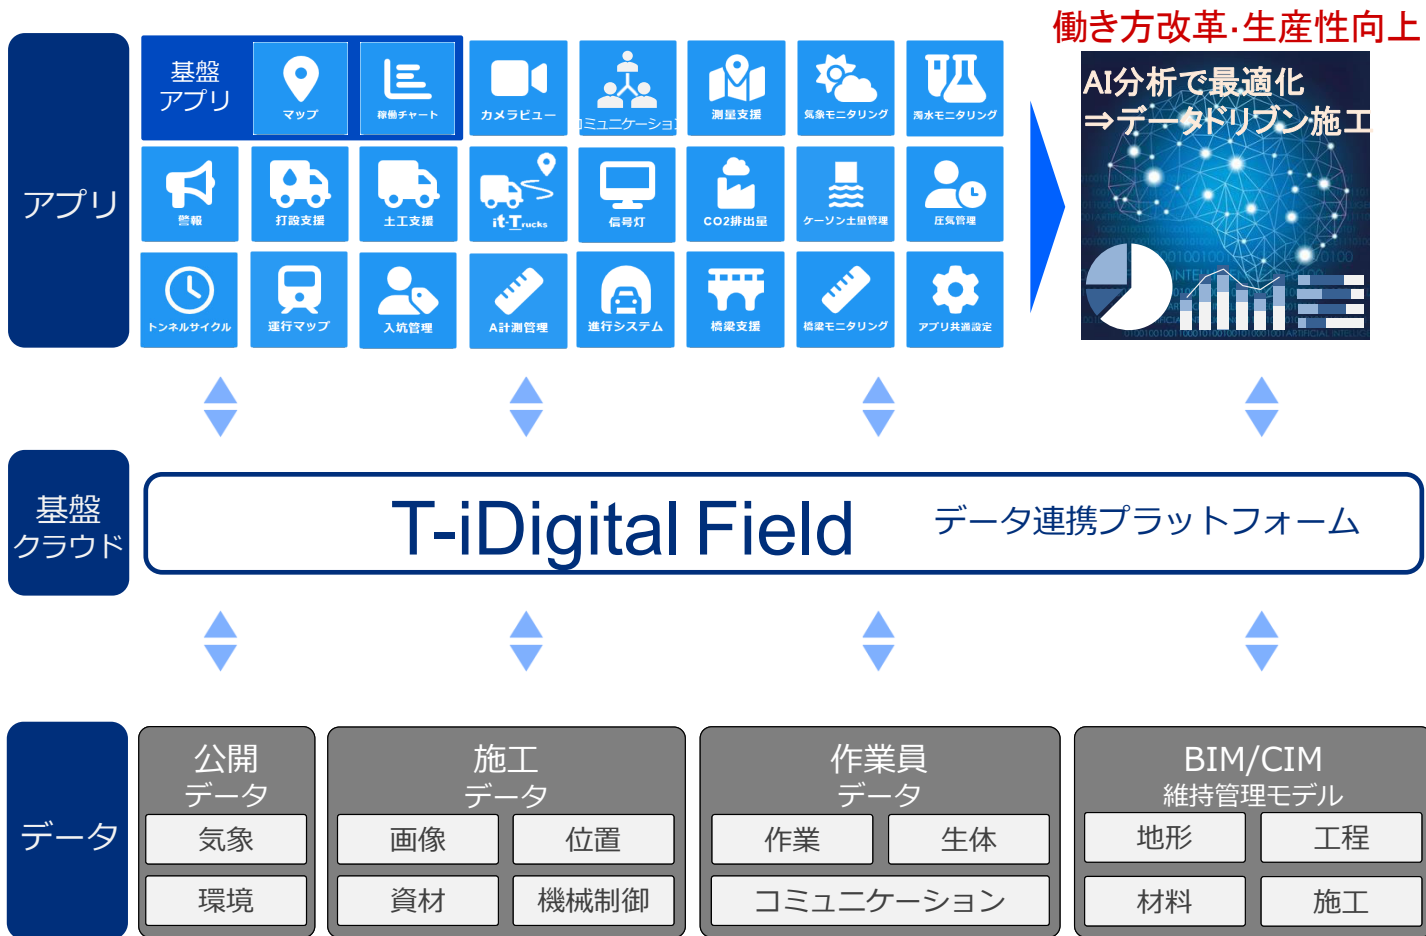 働き方改革・生産性向上
アプリ
基盤
アプリ
マップ
稼働チャート
カメラビュー
コミュニケーション
測量支援
気象モニタリング
濁水モニタリング
警報
打設支援
土工支援
it-Trucks
信号灯
CO2排出量
ケーソン土量管理
圧気管理
トンネルサイクル
運行マップ
入坑管理
A計測管理
進行システム
橋梁支援
橋梁モニタリング
アプリ共通設定
AI分析で最適化
⇒データドリブン施工
基盤
クラウド
T-iDigital Field
データ連携プラットフォーム
データ
公開
データ
気象
環境
施工
データ
画像
位置
資材
機械制御
作業員
データ
作業
生体
コミュニケーション
BIM/CIM
維持管理モデル
地形
工程
材料
施工